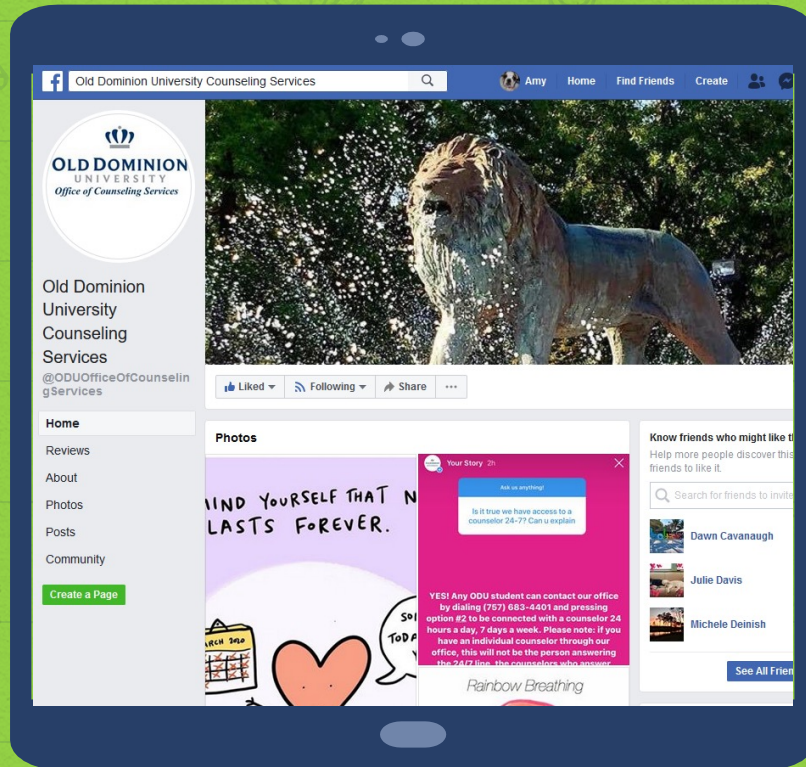 Old Dominion University Counseling Services
Amy Home Find Friends Create
OLD DOMINION
UNIVERSITY
Office of Counseling Services
Old Dominion
University
Counseling
Services
@ODUOfficeOfCounselin
gServices
Home
Reviews
About
Photos
Posts
Community
Create a Page
Liked Following Share ...
Photos
MIND YOURSELF THAT N
LASTS FOREVER.
MARCH 2020
Your Story 2h
Ask us anything!
Is it true we have access to a
counselor 24-7? Can u explain
YES! Any ODU student can contact our office
by dialing (757) 683-4401 and pressing
option #2 to be connected with a counselor 24
hours a day, 7 days a week. Please note: if you
have an individual counselor through our
office, this will not be the person answering
the 24/7 line, the counselors who answer
Rainbow Breathing
Know friends who might like
Help more people discover this
friends to like it.
Search for friends to invite
Dawn Cavanaugh
Julie Davis
Michele Deinish
See All